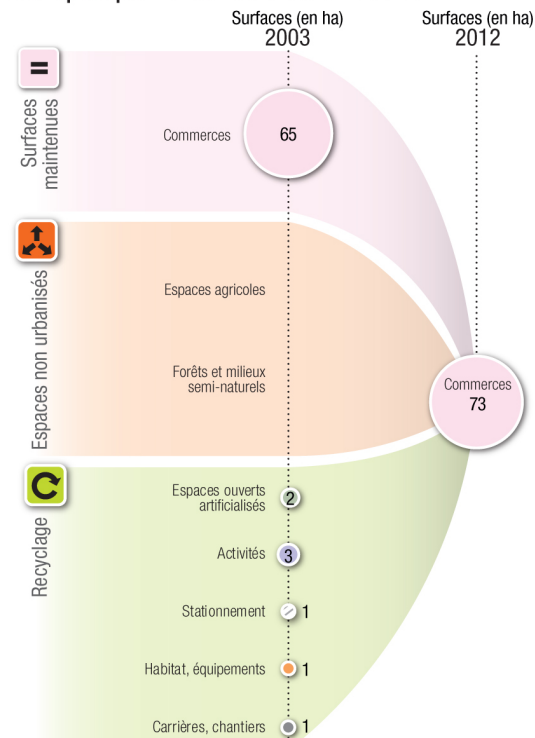 Surfaces (en ha)
2003
Surfaces (en ha)
2012
=
Surfaces
maintenues
Commerces
65
Espaces non urbanisés
Espaces agricoles
Forêts et milieux
semi-naturels
Commerces
73
Recyclage
Espaces ouverts
artificialisés
2
Activités
3
Stationnement
1
Habitat, équipements
1
Carrières, chantiers
1